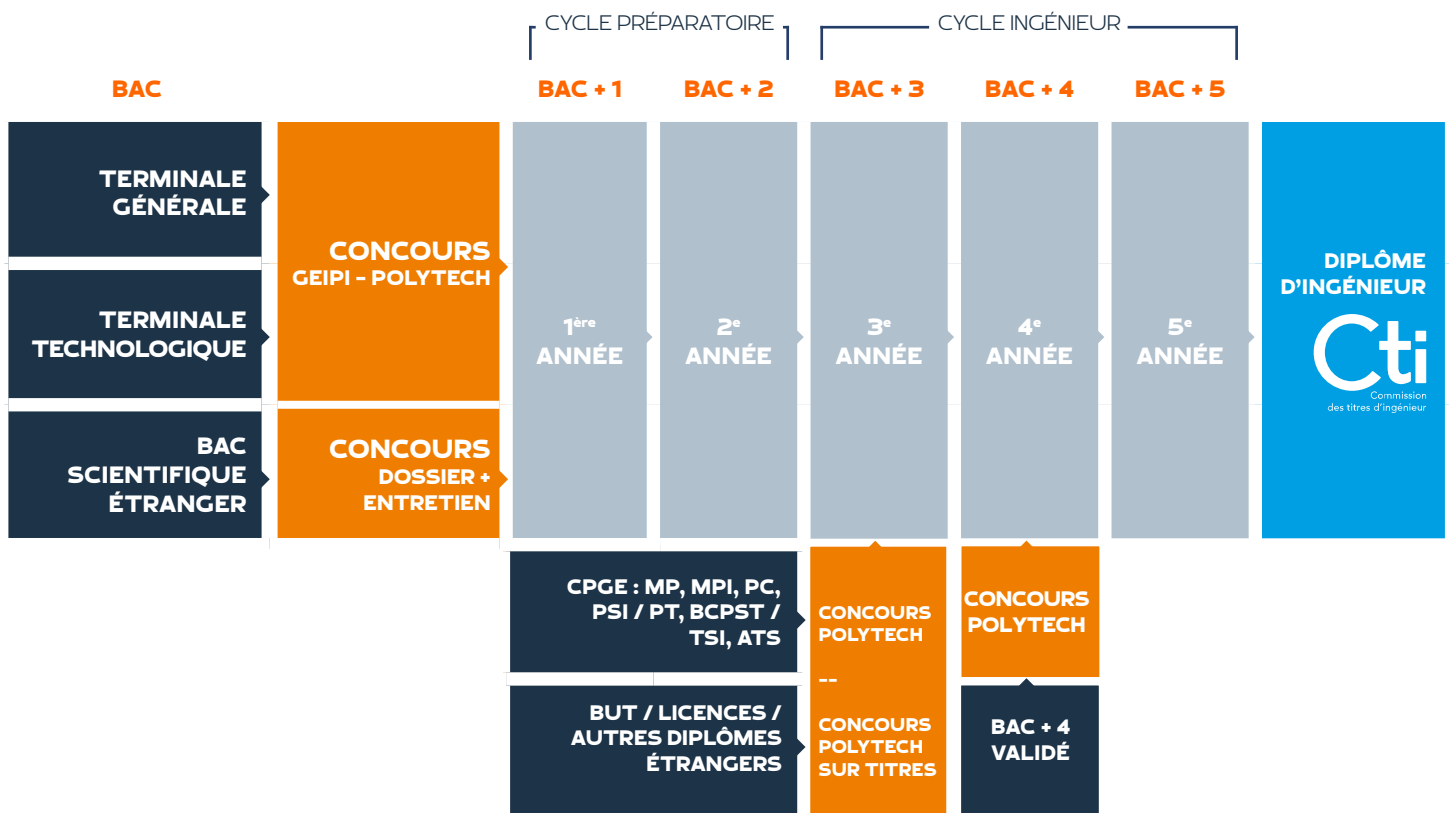 CYCLE PRÉPARATOIRE
CYCLE INGÉNIEUR
BAC
BAC + 1
BAC + 2
BAC + 3
BAC + 4
BAC + 5
TERMINALE
GÉNÉRALE
TERMINALE
TECHNOLOGIQUE
BAC
SCIENTIFIQUE
ÉTRANGER
CONCOURS
GEIPI - POLYTECH
CONCOURS
DOSSIER +
ENTRETIEN
1ère
ANNÉE
2e
ANNÉE
3e
ANNÉE
4e
ANNÉE
5e
ANNÉE
DIPLÔME
D'INGÉNIEUR
Cti
Commission
des titres d'ingénieur
CPGE : MP, MPI, PC,
PSI / PT, BCPST /
TSI, ATS
BUT / LICENCES /
AUTRES DIPLÔMES
ÉTRANGERS
CONCOURS
POLYTECH
--
CONCOURS
POLYTECH
SUR TITRES
CONCOURS
POLYTECH
BAC + 4
VALIDÉ